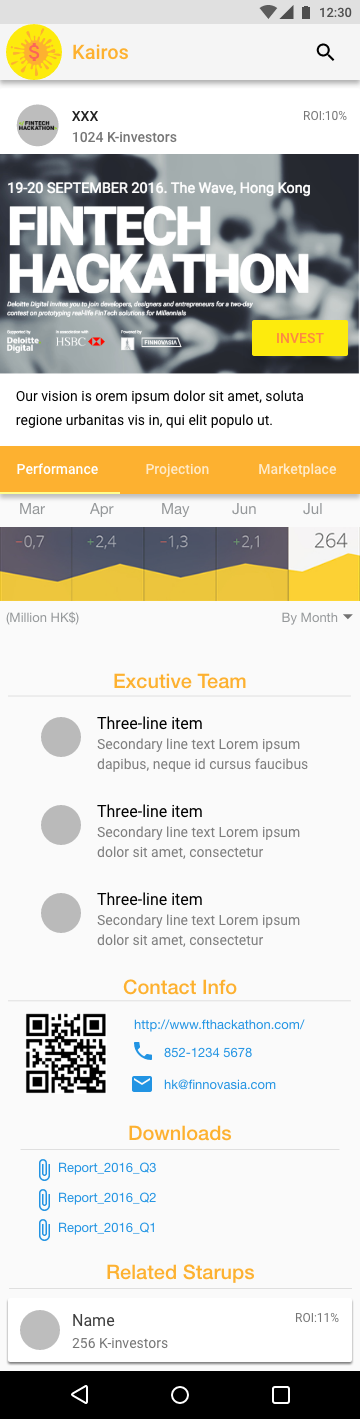 12:30
$ Kairos
FINTECH
HACKATHON
XXX
ROI:10%
1024 K-investors
19-20 SEPTEMBER 2016. The Wave, Hong Kong
FINTECH
HACKATHON
Deloitte Digital invites you to join developers, designers and entrepreneurs for a two-day
contest on prototyping real-life FinTech solutions for Millennials
Supported by In association with Powered by
Deloitte Digital HSBC FINNOVASIA
INVEST
Our vision is orem ipsum dolor sit amet, soluta
regione urbanitas vis in, qui elit populo ut.
Performance Projection Marketplace
Mar Apr May Jun Jul
−0,7 +2,4 −1,3 +2,1 264
(Million HK$) By Month
Excutive Team
Three-line item
Secondary line text Lorem ipsum
dapibus, neque id cursus faucibus
Three-line item
Secondary line text Lorem ipsum
dolor sit amet, consectetur
Three-line item
Secondary line text Lorem ipsum
dolor sit amet, consectetur
Contact Info
http://www.fthackathon.com/
852-1234 5678
hk@finnovasia.com
Downloads
Report_2016_Q3
Report_2016_Q2
Report_2016_Q1
Related Starups
Name
ROI:11%
256 K-investors